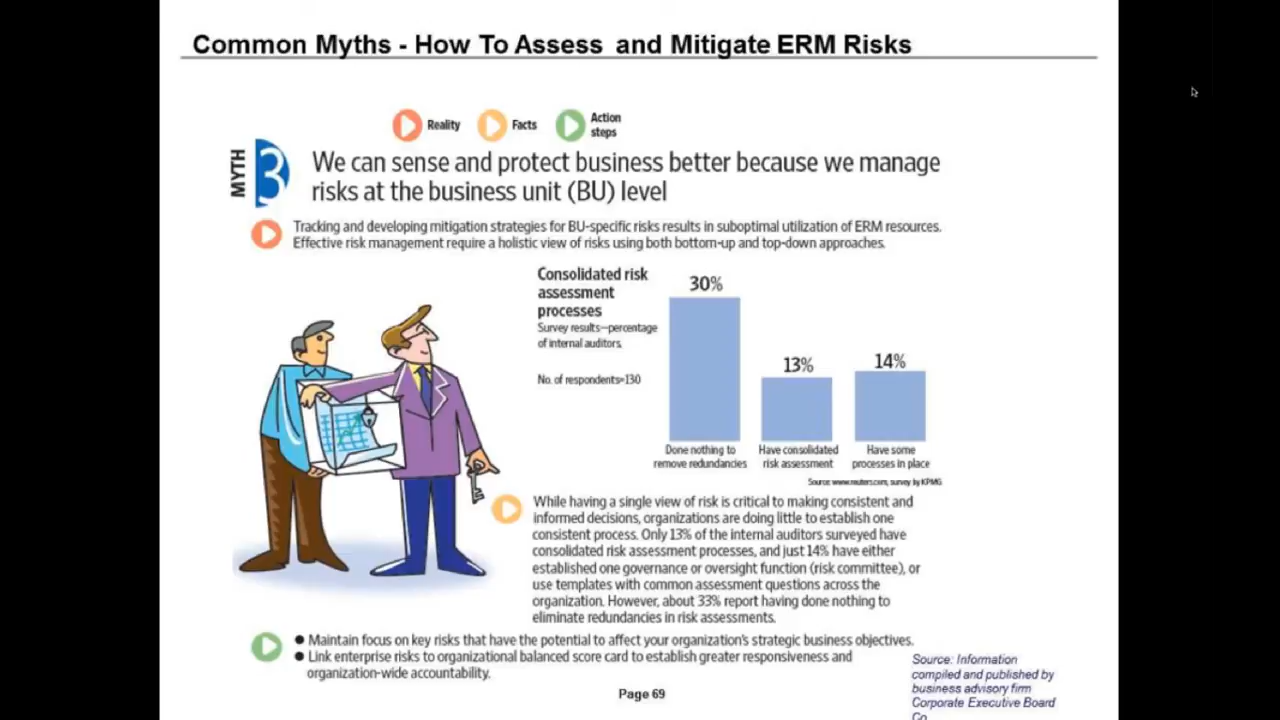 Common Myths - How To Assess and Mitigate ERM Risks
Reality
Facts
Action
steps
MYTH
3
We can sense and protect business better because we manage
risks at the business unit (BU) level
Tracking and developing mitigation strategies for BU-specific risks results in suboptimal utilization of ERM resources.
Effective risk management require a holistic view of risks using both bottom-up and top-down approaches.
Consolidated risk
assessment
processes
Survey results—percentage
of internal auditors.
No. of respondents=130
30%
13%
14%
Done nothing to
remove redundancies
Have consolidated
risk assessment
Have some
processes in place
Source: www.reuters.com, survey by KPMG
While having a single view of risk is critical to making consistent and
informed decisions, organizations are doing little to establish one
consistent process. Only 13% of the internal auditors surveyed have
consolidated risk assessment processes, and just 14% have either
established one governance or oversight function (risk committee), or
use templates with common assessment questions across the
organization. However, about 33% report having done nothing to
eliminate redundancies in risk assessments.
● Maintain focus on key risks that have the potential to affect your organization's strategic business objectives.
● Link enterprise risks to organizational balanced score card to establish greater responsiveness and
organization-wide accountability.
Source: Information
compiled and published by
business advisory firm
Corporate Executive Board
Co
Page 69